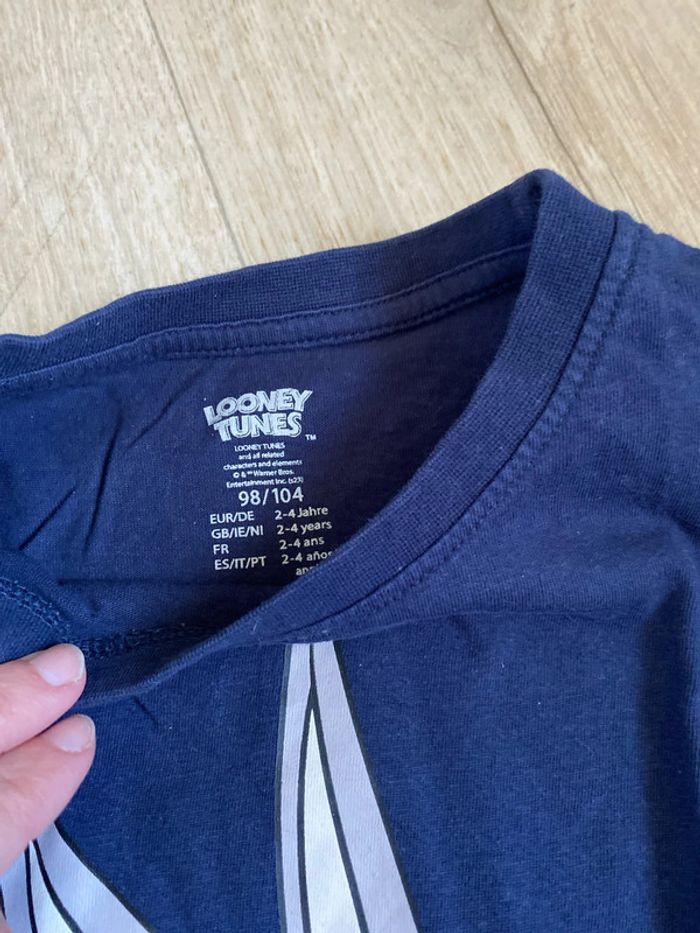 LOONEY
TUNES ™
LOONEY TUNES
and all related
characters and elements
© & ™ Warner Bros.
Entertainment Inc. (s23)
98/104
EUR/DE 2-4 Jahre
GB/IE/NI 2-4 years
FR 2-4 ans
ES/IT/PT 2-4 años